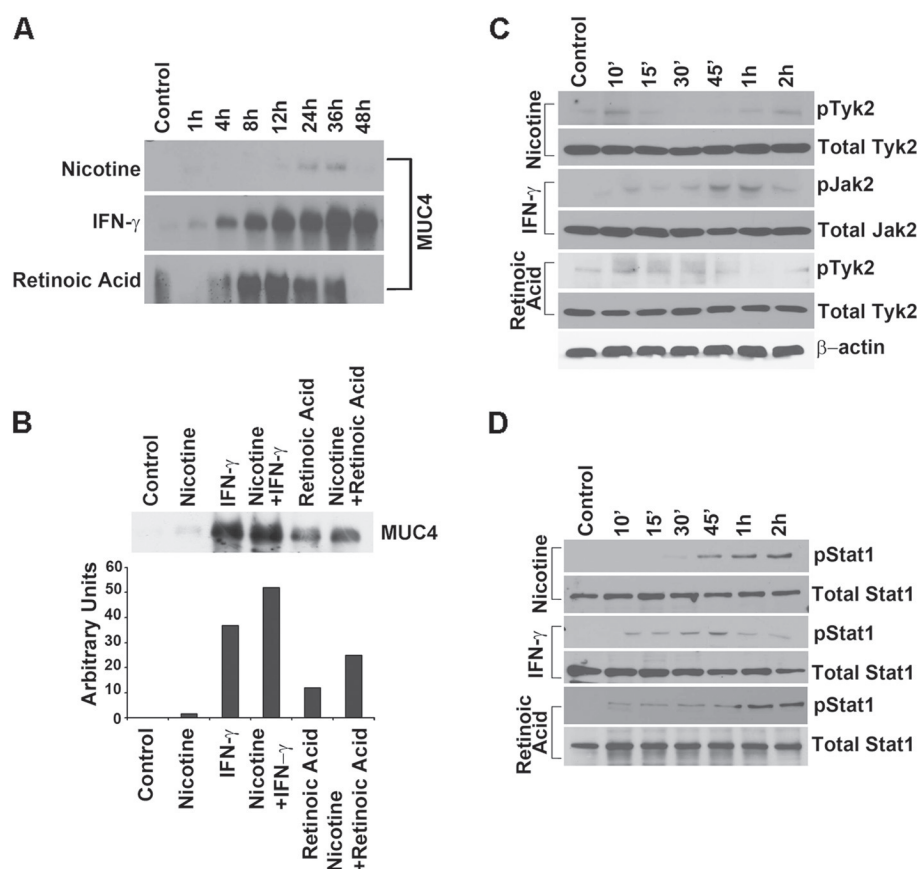 A
Control
1h
4h
8h
12h
24h
36h
48h
Nicotine
IFN-γ
Retinoic Acid
MUC4
B
Control
Nicotine
IFN-γ
Nicotine
+IFN-γ
Retinoic Acid
Nicotine
+Retinoic Acid
MUC4
Arbitrary Units
60
50
40
30
20
10
0
Control
Nicotine
IFN-γ
Nicotine
+IFN-γ
Retinoic Acid
Nicotine
+Retinoic Acid
C
Control
10’
15’
30’
45’
1h
2h
Nicotine
pTyk2
Total Tyk2
IFN-γ
pJak2
Total Jak2
Retinoic
Acid
pTyk2
Total Tyk2
β–actin
D
Control
10’
15’
30’
45’
1h
2h
Nicotine
pStat1
Total Stat1
IFN-γ
pStat1
Total Stat1
Retinoic
Acid
pStat1
Total Stat1